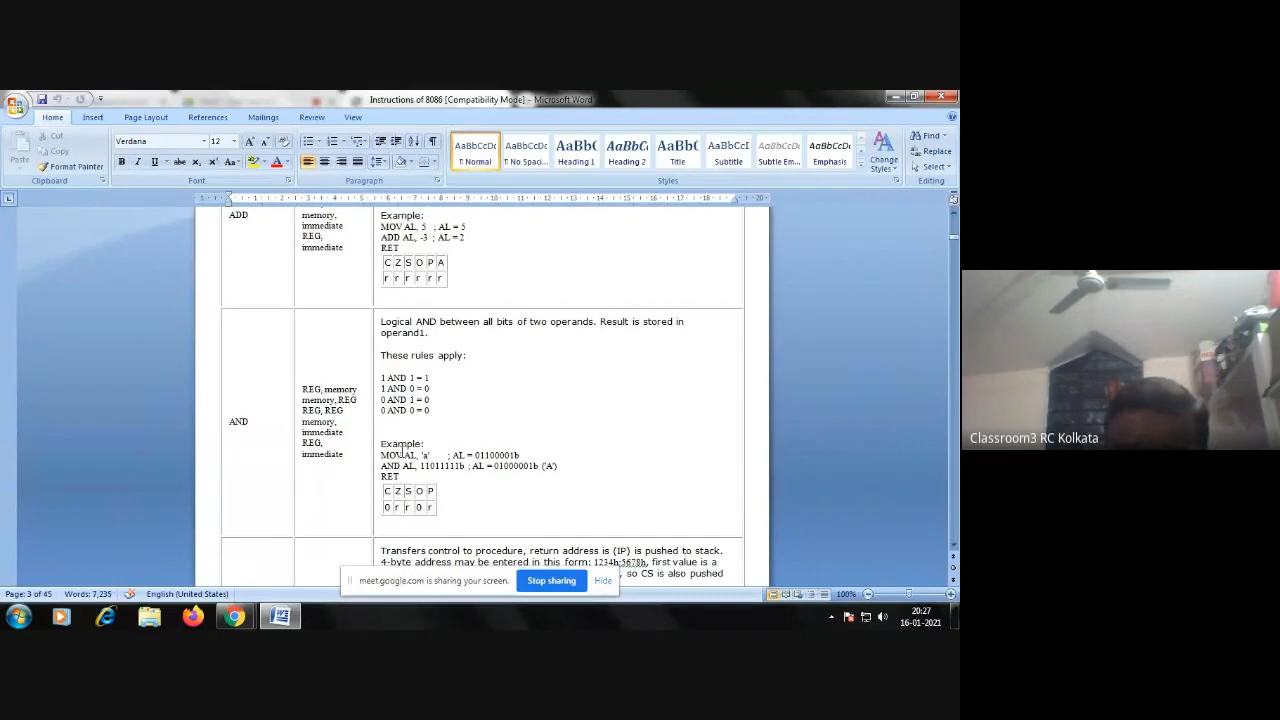 Instructions of 8086 [Compatibility Mode] - Microsoft Word
Home Insert Page Layout References Mailings Review View
Paste
Cut
Copy
Format Painter
Clipboard
Verdana 12
Font
Paragraph
AaBbCcDc AaBbCcDc AaBbC AaBbCc AaBb AaBbCcI AaBbCcDc AaBbCcDc
¶ Normal ¶ No Spaci... Heading 1 Heading 2 Title Subtitle Subtle Em... Emphasis
Change Styles
Styles
Find
Replace
Select
Editing
ADD
memory,
immediate
REG,
immediate
Example:
MOV AL, 5 ; AL = 5
ADD AL, -3 ; AL = 2
RET
C Z S O P A
r r r r r r
AND
REG, memory
memory, REG
REG, REG
memory,
immediate
REG,
immediate
Logical AND between all bits of two operands. Result is stored in
operand1.
These rules apply:
1 AND 1 = 1
1 AND 0 = 0
0 AND 1 = 0
0 AND 0 = 0
Example:
MOV AL, 'a' ; AL = 01100001b
AND AL, 11011111b ; AL = 01000001b ('A')
RET
C Z S O P
0 r r 0 r
Transfers control to procedure, return address is (IP) is pushed to stack.
4-byte address may be entered in this form: 1234h:5678h, first value is a
, so CS is also pushed
meet.google.com is sharing your screen. Stop sharing Hide
Page: 3 of 45 Words: 7,235 English (United States) 100%
20:27
16-01-2021
Classroom3 RC Kolkata